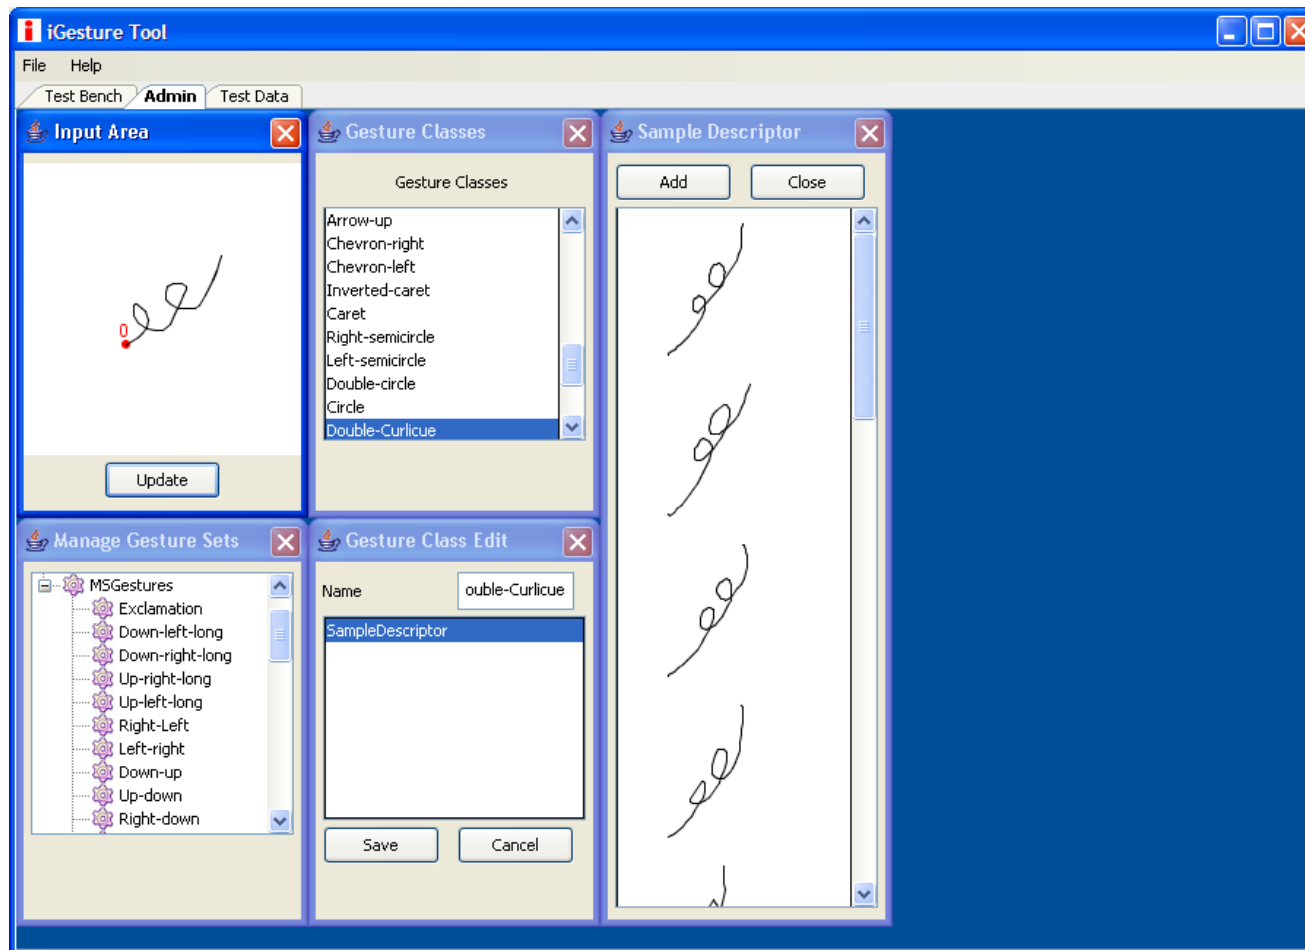 iGesture Tool
File Help
Test Bench Admin Test Data
Input Area
0
Update
Gesture Classes
Gesture Classes
Arrow-up
Chevron-right
Chevron-left
Inverted-caret
Caret
Right-semicircle
Left-semicircle
Double-circle
Circle
Double-Curlicue
Sample Descriptor
Add Close
Manage Gesture Sets
MSGestures
Exclamation
Down-left-long
Down-right-long
Up-right-long
Up-left-long
Right-Left
Left-right
Down-up
Up-down
Right-down
Gesture Class Edit
Name ouble-Curlicue
SampleDescriptor
Save Cancel